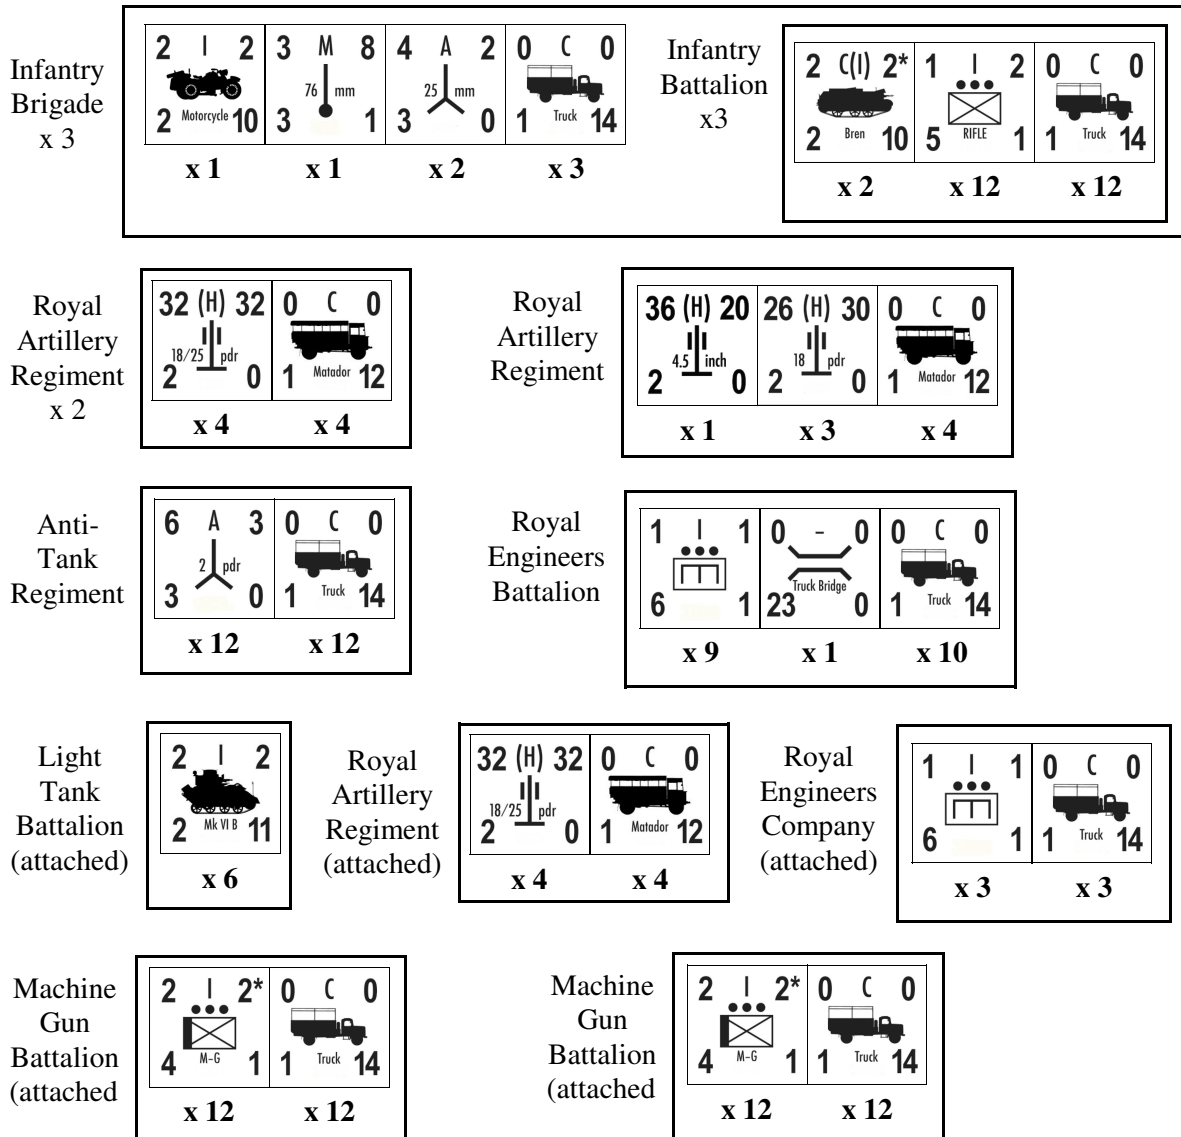 Infantry
Brigade
x 3
2 I 2
Motorcycle
2 10
x 1
3 M 8
76 mm
3 1
x 1
4 A 2
25 mm
3 0
x 2
0 C 0
Truck
1 14
x 3
Infantry
Battalion
x3
2 C(I) 2*
Bren
2 10
x 2
1 I 2
RIFLE
5 1
x 12
0 C 0
Truck
1 14
x 12
Royal
Artillery
Regiment
x 2
32 (H) 32
18/25 pdr
2 0
x 4
0 C 0
Matador
1 12
x 4
Royal
Artillery
Regiment
36 (H) 20
4.5 inch
2 0
x 1
26 (H) 30
18 pdr
2 0
x 3
0 C 0
Matador
1 12
x 4
Anti-
Tank
Regiment
6 A 3
2 pdr
3 0
x 12
0 C 0
Truck
1 14
x 12
Royal
Engineers
Battalion
1 I 1
6 1
x 9
0 - 0
Truck Bridge
23 0
x 1
0 C 0
Truck
1 14
x 10
Light
Tank
Battalion
(attached)
2 I 2
Mk VI B
2 11
x 6
Royal
Artillery
Regiment
(attached)
32 (H) 32
18/25 pdr
2 0
x 4
0 C 0
Matador
1 12
x 4
Royal
Engineers
Company
(attached)
1 I 1
6 1
x 3
0 C 0
Truck
1 14
x 3
Machine
Gun
Battalion
(attached
2 I 2*
M-G
4 1
x 12
0 C 0
Truck
1 14
x 12
Machine
Gun
Battalion
(attached
2 I 2*
M-G
4 1
x 12
0 C 0
Truck
1 14
x 12